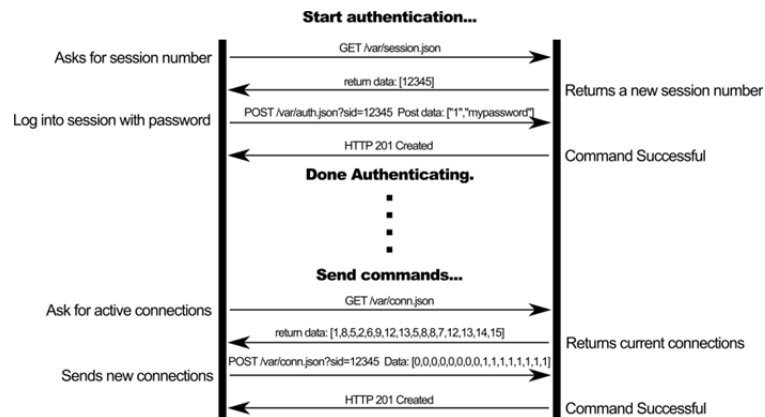 Start authentication...
GET /var/session.json
Asks for session number
return data: [12345]
Returns a new session number
POST /var/auth.json?sid=12345 Post data: ["1","mypassword"]
Log into session with password
HTTP 201 Created
Command Successful
Done Authenticating.
Send commands...
GET /var/conn.json
Ask for active connections
return data: [1,8,5,2,6,9,12,13,5,8,8,7,12,13,14,15]
Returns current connections
POST /var/conn.json?sid=12345 Data: [0,0,0,0,0,0,0,0,1,1,1,1,1,1,1,1]
Sends new connections
HTTP 201 Created
Command Successful